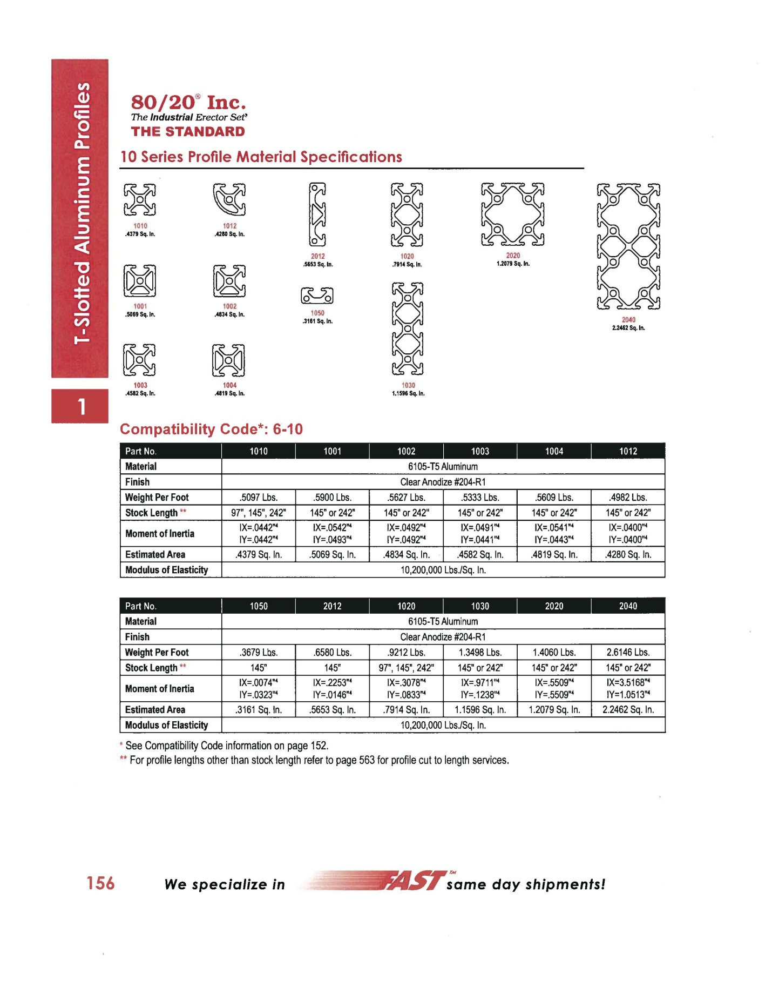 T-Slotted Aluminum Profiles
1
80/20® Inc.
The Industrial Erector Set®
THE STANDARD
10 Series Profile Material Specifications
1010
.4379 Sq. In.
1012
.4280 Sq. In.
2012
.5653 Sq. In.
1020
.7914 Sq. In.
2020
1.2079 Sq. In.
1001
.5069 Sq. In.
1002
.4834 Sq. In.
1050
.3161 Sq. In.
2040
2.2462 Sq. In.
1003
.4582 Sq. In.
1004
.4819 Sq. In.
1030
1.1596 Sq. In.
Compatibility Code*: 6-10
Part No. 1010 1001 1002 1003 1004 1012
Material 6105-T5 Aluminum
Finish Clear Anodize #204-R1
Weight Per Foot .5097 Lbs. .5900 Lbs. .5627 Lbs. .5333 Lbs. .5609 Lbs. .4982 Lbs.
Stock Length ** 97", 145", 242" 145" or 242" 145" or 242" 145" or 242" 145" or 242" 145" or 242"
Moment of Inertia IX=.0442"⁴ IX=.0542"⁴ IX=.0492"⁴ IX=.0491"⁴ IX=.0541"⁴ IX=.0400"⁴
IY=.0442"⁴ IY=.0493"⁴ IY=.0492"⁴ IY=.0441"⁴ IY=.0443"⁴ IY=.0400"⁴
Estimated Area .4379 Sq. In. .5069 Sq. In. .4834 Sq. In. .4582 Sq. In. .4819 Sq. In. .4280 Sq. In.
Modulus of Elasticity 10,200,000 Lbs./Sq. In.
Part No. 1050 2012 1020 1030 2020 2040
Material 6105-T5 Aluminum
Finish Clear Anodize #204-R1
Weight Per Foot .3679 Lbs. .6580 Lbs. .9212 Lbs. 1.3498 Lbs. 1.4060 Lbs. 2.6146 Lbs.
Stock Length ** 145" 145" 97", 145", 242" 145" or 242" 145" or 242" 145" or 242"
Moment of Inertia IX=.0074"⁴ IX=.2253"⁴ IX=.3078"⁴ IX=.9711"⁴ IX=.5509"⁴ IX=3.5168"⁴
IY=.0323"⁴ IY=.0146"⁴ IY=.0833"⁴ IY=.1238"⁴ IY=.5509"⁴ IY=1.0513"⁴
Estimated Area .3161 Sq. In. .5653 Sq. In. .7914 Sq. In. 1.1596 Sq. In. 1.2079 Sq. In. 2.2462 Sq. In.
Modulus of Elasticity 10,200,000 Lbs./Sq. In.
* See Compatibility Code information on page 152.
** For profile lengths other than stock length refer to page 563 for profile cut to length services.
156 We specialize in FAST™ same day shipments!